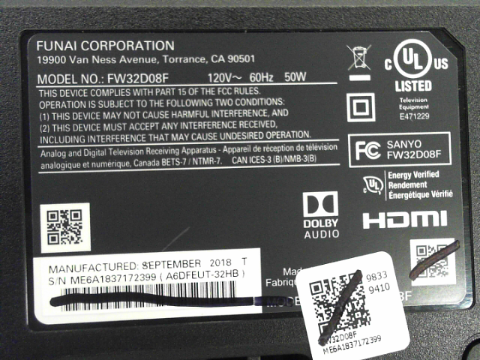 FUNAI CORPORATION
19900 Van Ness Avenue, Torrance, CA 90501
MODEL NO.: FW32D08F 120V~ 60Hz 50W
THIS DEVICE COMPLIES WITH PART 15 OF THE FCC RULES.
OPERATION IS SUBJECT TO THE FOLLOWING TWO CONDITIONS:
(1) THIS DEVICE MAY NOT CAUSE HARMFUL INTERFERENCE, AND
(2) THIS DEVICE MUST ACCEPT ANY INTERFERENCE RECEIVED,
INCLUDING INTERFERENCE THAT MAY CAUSE UNDESIRED OPERATION.
Analog and Digital Television Receiving Apparatus - Appareil de réception de télévision
analogique et numérique, Canada BETS-7 / NTMR-7. CAN ICES-3 (B)/NMB-3(B)
C UL US
LISTED
Television
Equipment
E471229
FC SANYO
FW32D08F
UL Energy Verified
Rendement
Énergétique Vérifié
DOLBY
AUDIO
HDMI
MANUFACTURED: SEPTEMBER 2018 T
S/N ME6A1837172399 ( A6DFEUT-32HB )
Fabriqu
9833
9410
FW32D08F
ME6A1837172399